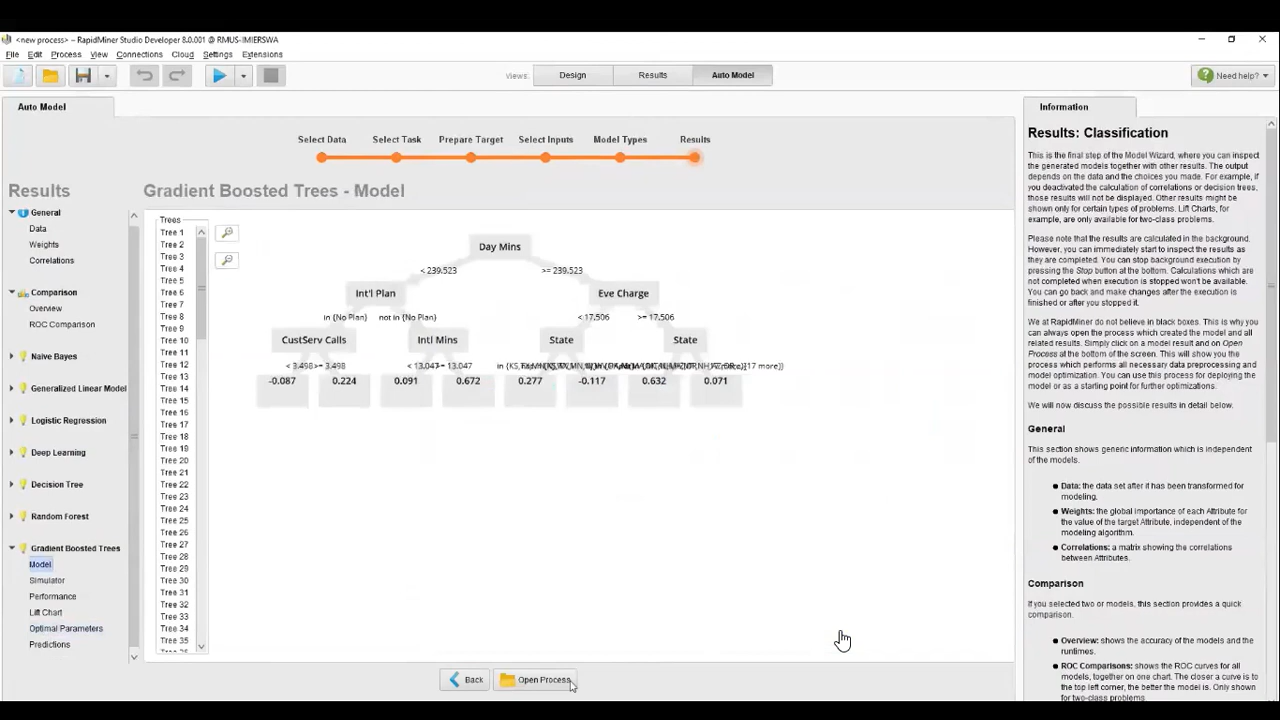 <new process> – RapidMiner Studio Developer 8.0.001 @ RMUS-IMIERSWA
File Edit Process View Connections Cloud Settings Extensions
Views: Design Results Auto Model Need help?
Auto Model
Select Data Select Task Prepare Target Select Inputs Model Types Results
Results
General
Data
Weights
Correlations
Comparison
Overview
ROC Comparison
Naive Bayes
Generalized Linear Model
Logistic Regression
Deep Learning
Decision Tree
Random Forest
Gradient Boosted Trees
Model
Simulator
Performance
Lift Chart
Optimal Parameters
Predictions
Gradient Boosted Trees - Model
Trees
Tree 1
Tree 2
Tree 3
Tree 4
Tree 5
Tree 6
Tree 7
Tree 8
Tree 9
Tree 10
Tree 11
Tree 12
Tree 13
Tree 14
Tree 15
Tree 16
Tree 17
Tree 18
Tree 19
Tree 20
Tree 21
Tree 22
Tree 23
Tree 24
Tree 25
Tree 26
Tree 27
Tree 28
Tree 29
Tree 30
Tree 31
Tree 32
Tree 33
Tree 34
Tree 35
Day Mins
< 239.523 >= 239.523
Int'l Plan Eve Charge
in {No Plan} not in {No Plan} < 17.506 >= 17.506
CustServ Calls Intl Mins State State
< 3.498 >= 3.498 < 13.047 >= 13.047
-0.087 0.224 0.091 0.672 0.277 -0.117 0.632 0.071
Back Open Process
Information
Results: Classification
This is the final step of the Model Wizard, where you can inspect
the generated models together with other results. The output
depends on the data and the choices you made. For example, if
you deactivated the calculation of correlations or decision trees,
those results will not be displayed. Other results might be
shown only for certain types of problems. Lift Charts, for
example, are only available for two-class problems.
Please note that the results are calculated in the background.
However, you can immediately start to inspect the results as
they are completed. You can stop background execution by
pressing the Stop button at the bottom. Calculations which are
not completed when execution is stopped won't be available.
You can go back and make changes after the execution is
finished or after you stopped it.
We at RapidMiner do not believe in black boxes. This is why you
can always open the process which created the model and all
related results. Simply click on a model result and on Open
Process at the bottom of the screen. This will show you the
process which performs all necessary data preprocessing and
model optimization. You can use this process for deploying the
model or as a starting point for further optimizations.
We will now discuss the possible results in detail below.
General
This section shows generic information which is independent
of the models.
Data: the data set after it has been transformed for
modeling.
Weights: the global importance of each Attribute for
the value of the target Attribute, independent of the
modeling algorithm.
Correlations: a matrix showing the correlations
between Attributes.
Comparison
If you selected two or models, this section provides a quick
comparison.
Overview: shows the accuracy of the models and the
runtimes.
ROC Comparisons: shows the ROC curves for all
models, together on one chart. The closer a curve is to
the top left corner, the better the model is. Only shown
for two-class problems.